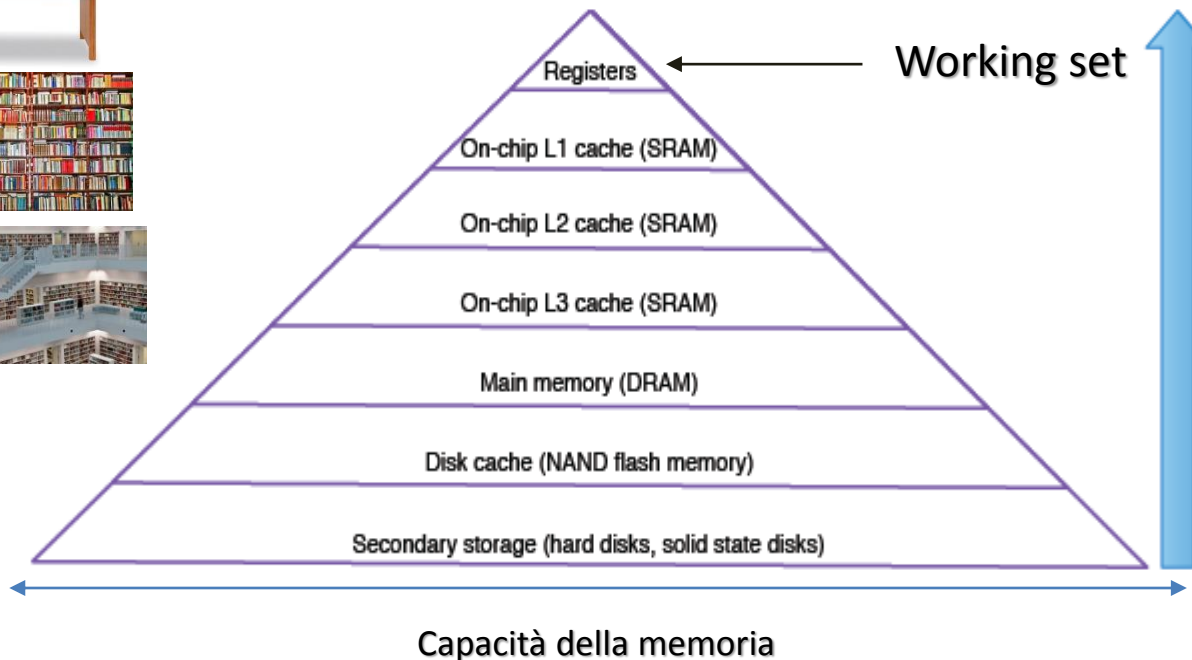 Working set
Registers
On-chip L1 cache (SRAM)
On-chip L2 cache (SRAM)
On-chip L3 cache (SRAM)
Main memory (DRAM)
Disk cache (NAND flash memory)
Secondary storage (hard disks, solid state disks)
Capacità della memoria